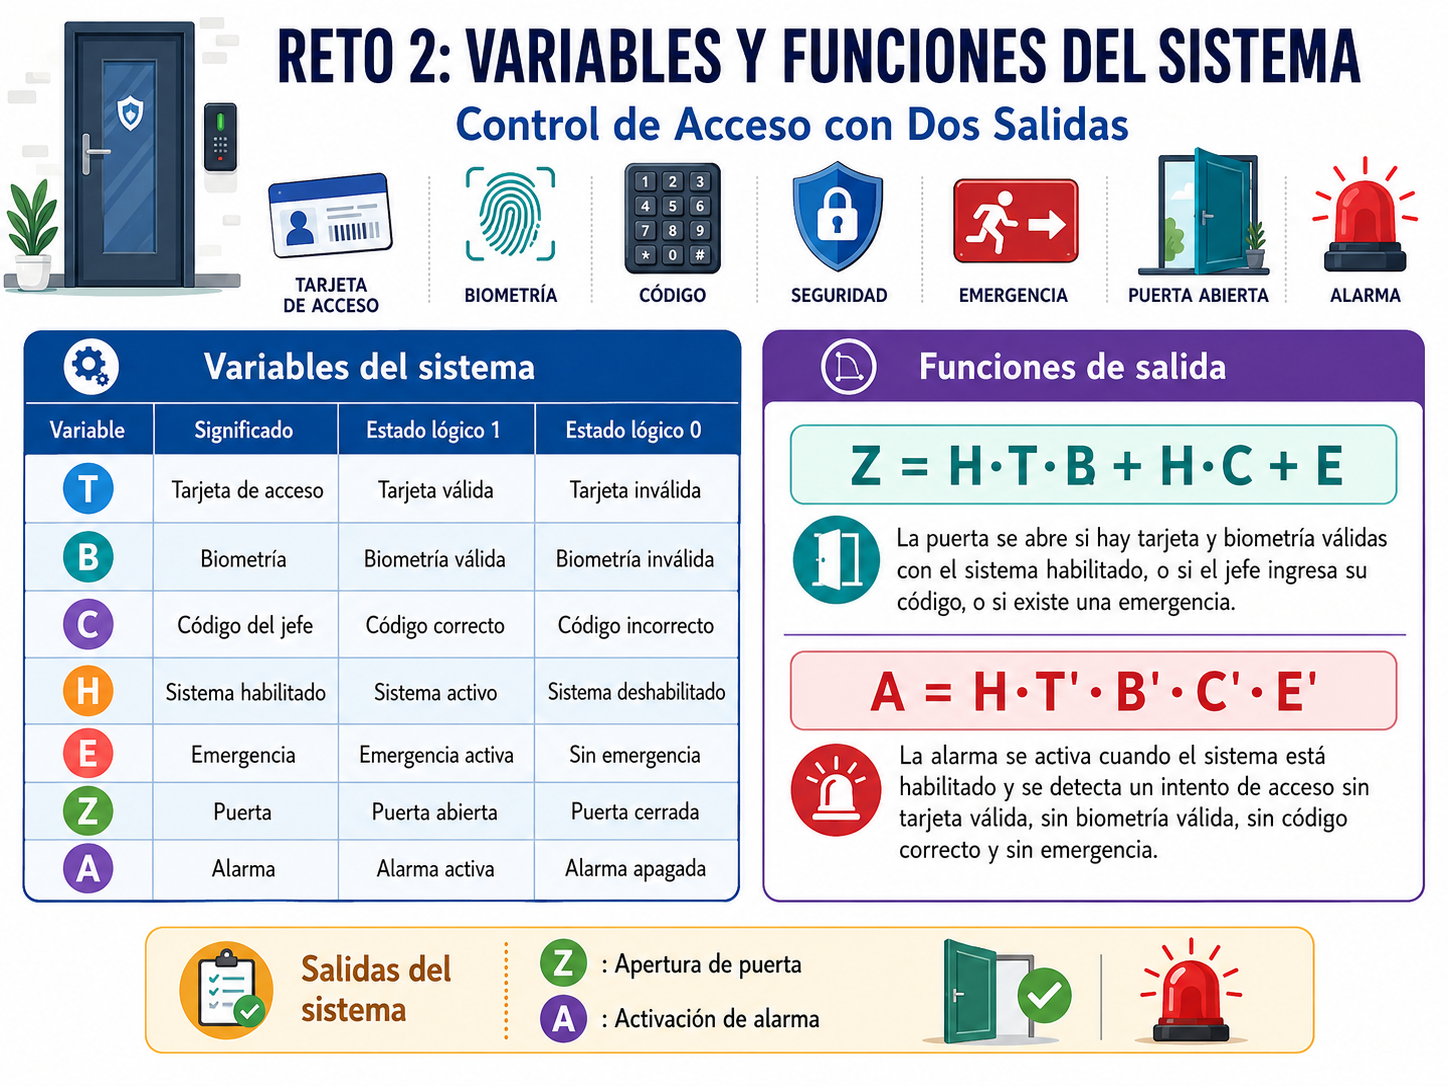 RETO 2: VARIABLES Y FUNCIONES DEL SISTEMA
Control de Acceso con Dos Salidas
TARJETA
DE ACCESO
BIOMETRÍA
1 2 3
4 5 6
7 8 9
* 0 #
CÓDIGO
SEGURIDAD
EMERGENCIA
PUERTA ABIERTA
ALARMA
Variables del sistema
Variable Significado Estado lógico 1 Estado lógico 0
T Tarjeta de acceso Tarjeta válida Tarjeta inválida
B Biometría Biometría válida Biometría inválida
C Código del jefe Código correcto Código incorrecto
H Sistema habilitado Sistema activo Sistema deshabilitado
E Emergencia Emergencia activa Sin emergencia
Z Puerta Puerta abierta Puerta cerrada
A Alarma Alarma activa Alarma apagada
Funciones de salida
Z = H·T·B + H·C + E
La puerta se abre si hay tarjeta y biometría válidas
con el sistema habilitado, o si el jefe ingresa su
código, o si existe una emergencia.
A = H·T'·B'·C'·E'
La alarma se activa cuando el sistema está
habilitado y se detecta un intento de acceso sin
tarjeta válida, sin biometría válida, sin código
correcto y sin emergencia.
Salidas del
sistema
Z : Apertura de puerta
A : Activación de alarma